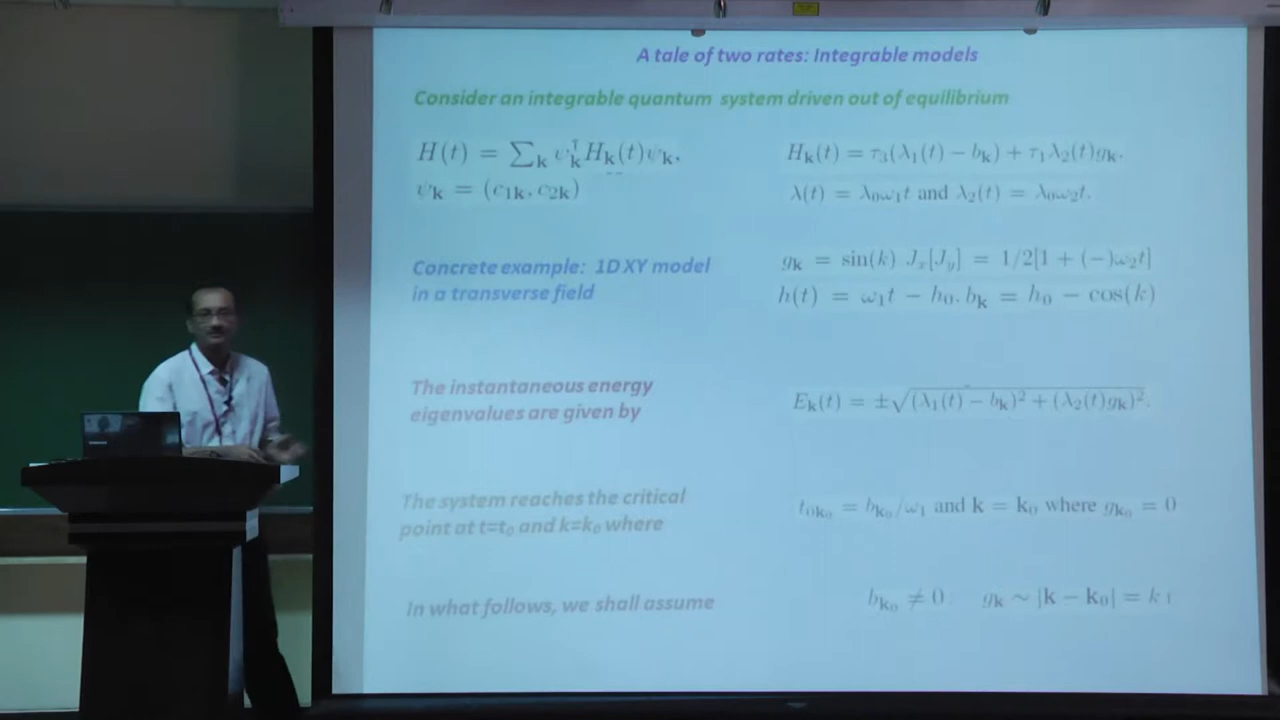 A tale of two rates: Integrable models
Consider an integrable quantum system driven out of equilibrium
H(t) = ∑ₖ ψₖ† Hₖ(t)ψₖ.
ψₖ = (c₁ₖ, c₂ₖ)
Hₖ(t) = τ₃(λ₁(t) − bₖ) + τ₁λ₂(t)gₖ.
λ(t) = λ₀ω₁t and λ₂(t) = λ₀ω₂t.
Concrete example: 1D XY model
in a transverse field
gₖ = sin(k) Jₓ[Jᵧ] = 1/2[1 + (−)ω₂t]
h(t) = ω₁t − h₀. bₖ = h₀ − cos(k)
The instantaneous energy
eigenvalues are given by
Eₖ(t) = ±√(λ₁(t) − bₖ)² + (λ₂(t)gₖ)².
The system reaches the critical
point at t=t₀ and k=k₀ where
t₀ₖ₀ = bₖ₀/ω₁ and k = k₀ where gₖ₀ = 0
In what follows, we shall assume
bₖ₀ ≠ 0 gₖ ∼ |k − k₀| = k